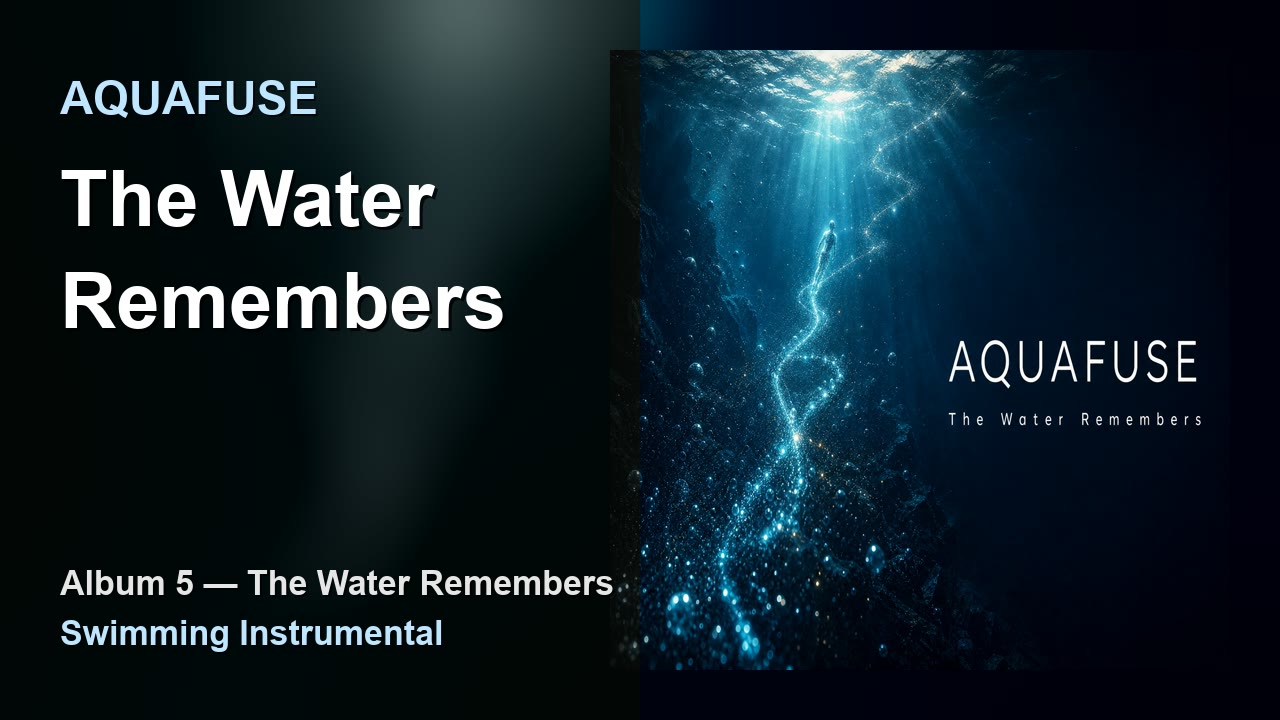 AQUAFUSE
The Water
Remembers
Album 5 — The Water Remembers
Swimming Instrumental
AQUAFUSE
The Water Remembers